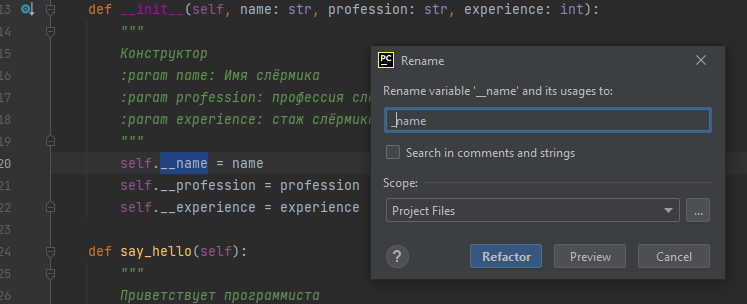 13 def __init__(self, name: str, profession: str, experience: int):
14 """
15 Конструктор
16 :param name: Имя слёрмика
17 :param profession: профессия сл
18 :param experience: стаж слёрмик
19 """
20 self.__name = name
21 self.__profession = profession
22 self.__experience = experience
23
24 def say_hello(self):
25 """
26 Приветствует программиста
PC Rename
Rename variable '__name' and its usages to:
_name
Search in comments and strings
Scope:
Project Files
...
? Refactor Preview Cancel